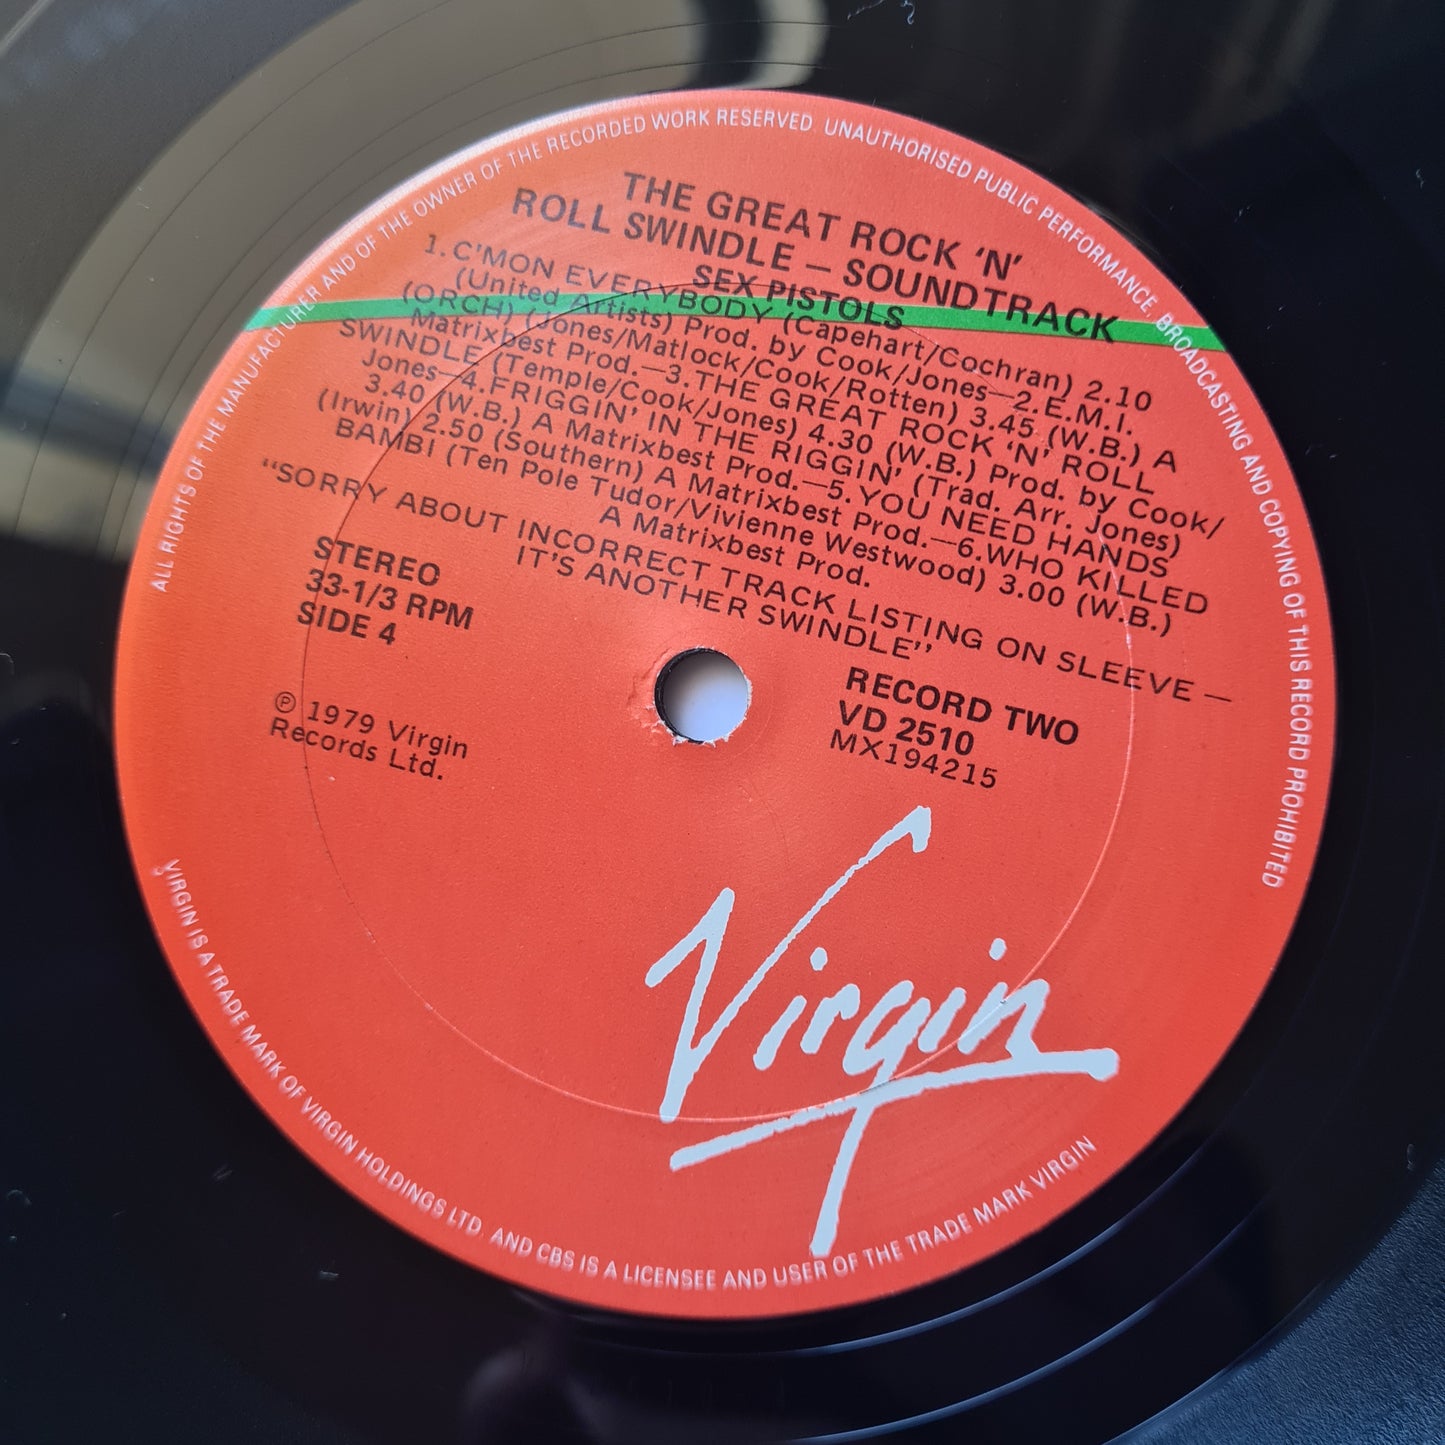 ALL RIGHTS OF THE MANUFACTURER AND OF THE OWNER OF THE RECORDED WORK RESERVED. UNAUTHORISED PUBLIC PERFORMANCE, BROADCASTING AND COPYING OF THIS RECORD PROHIBITED
THE GREAT ROCK 'N'
ROLL SWINDLE – SOUNDTRACK
SEX PISTOLS
1. C'MON EVERYBODY (Capehart/Cochran) 2.10
(United Artists) Prod. by Cook/Jones—2. E.M.I.
(ORCH) (Jones/Matlock/Cook/Rotten) 3.45 (W.B.) A
Matrixbest Prod.—3. THE GREAT ROCK 'N' ROLL
SWINDLE (Temple/Cook/Jones) 4.30 (W.B.) Prod. by Cook/
Jones—4. FRIGGIN' IN THE RIGGIN' (Trad. Arr. Jones)
3.40 (W.B.) A Matrixbest Prod.—5. YOU NEED HANDS
(Irwin) 2.50 (Southern) A Matrixbest Prod.—6. WHO KILLED
BAMBI (Ten Pole Tudor/Vivienne Westwood) 3.00 (W.B.)
A Matrixbest Prod.
"SORRY ABOUT INCORRECT TRACK LISTING ON SLEEVE –
IT'S ANOTHER SWINDLE"
STEREO
33-1/3 RPM
SIDE 4
RECORD TWO
VD 2510
MX194215
℗ 1979 Virgin
Records Ltd.
Virgin
VIRGIN IS A TRADE MARK OF VIRGIN HOLDINGS LTD. AND CBS IS A LICENSEE AND USER OF THE TRADE MARK VIRGIN